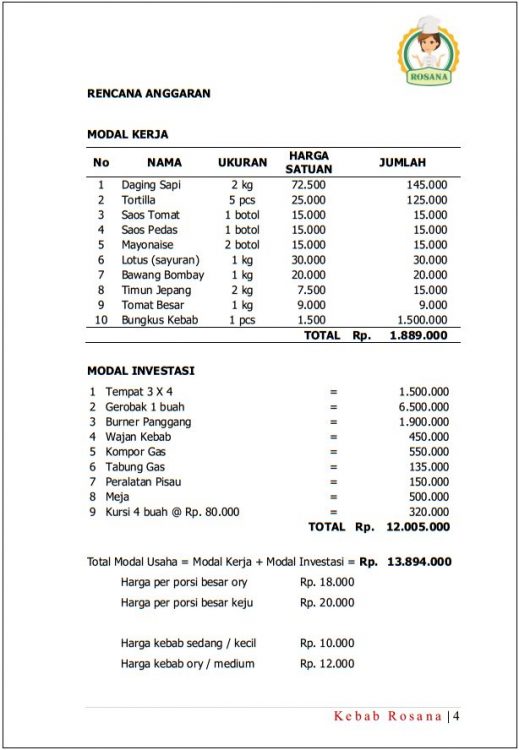 ROSANA
RENCANA ANGGARAN
MODAL KERJA
No NAMA UKURAN HARGA SATUAN JUMLAH
1 Daging Sapi 2 kg 72.500 145.000
2 Tortilla 5 pcs 25.000 125.000
3 Saos Tomat 1 botol 15.000 15.000
4 Saos Pedas 1 botol 15.000 15.000
5 Mayonaise 2 botol 15.000 15.000
6 Lotus (sayuran) 1 kg 30.000 30.000
7 Bawang Bombay 1 kg 20.000 20.000
8 Timun Jepang 2 kg 7.500 15.000
9 Tomat Besar 1 kg 9.000 9.000
10 Bungkus Kebab 1 pcs 1.500 1.500.000
TOTAL Rp. 1.889.000
MODAL INVESTASI
1 Tempat 3 X 4 = 1.500.000
2 Gerobak 1 buah = 6.500.000
3 Burner Panggang = 1.900.000
4 Wajan Kebab = 450.000
5 Kompor Gas = 550.000
6 Tabung Gas = 135.000
7 Peralatan Pisau = 150.000
8 Meja = 500.000
9 Kursi 4 buah @ Rp. 80.000 = 320.000
TOTAL Rp. 12.005.000
Total Modal Usaha = Modal Kerja + Modal Investasi = Rp. 13.894.000
Harga per porsi besar ory Rp. 18.000
Harga per porsi besar keju Rp. 20.000
Harga kebab sedang / kecil Rp. 10.000
Harga kebab ory / medium Rp. 12.000
Kebab Rosana | 4